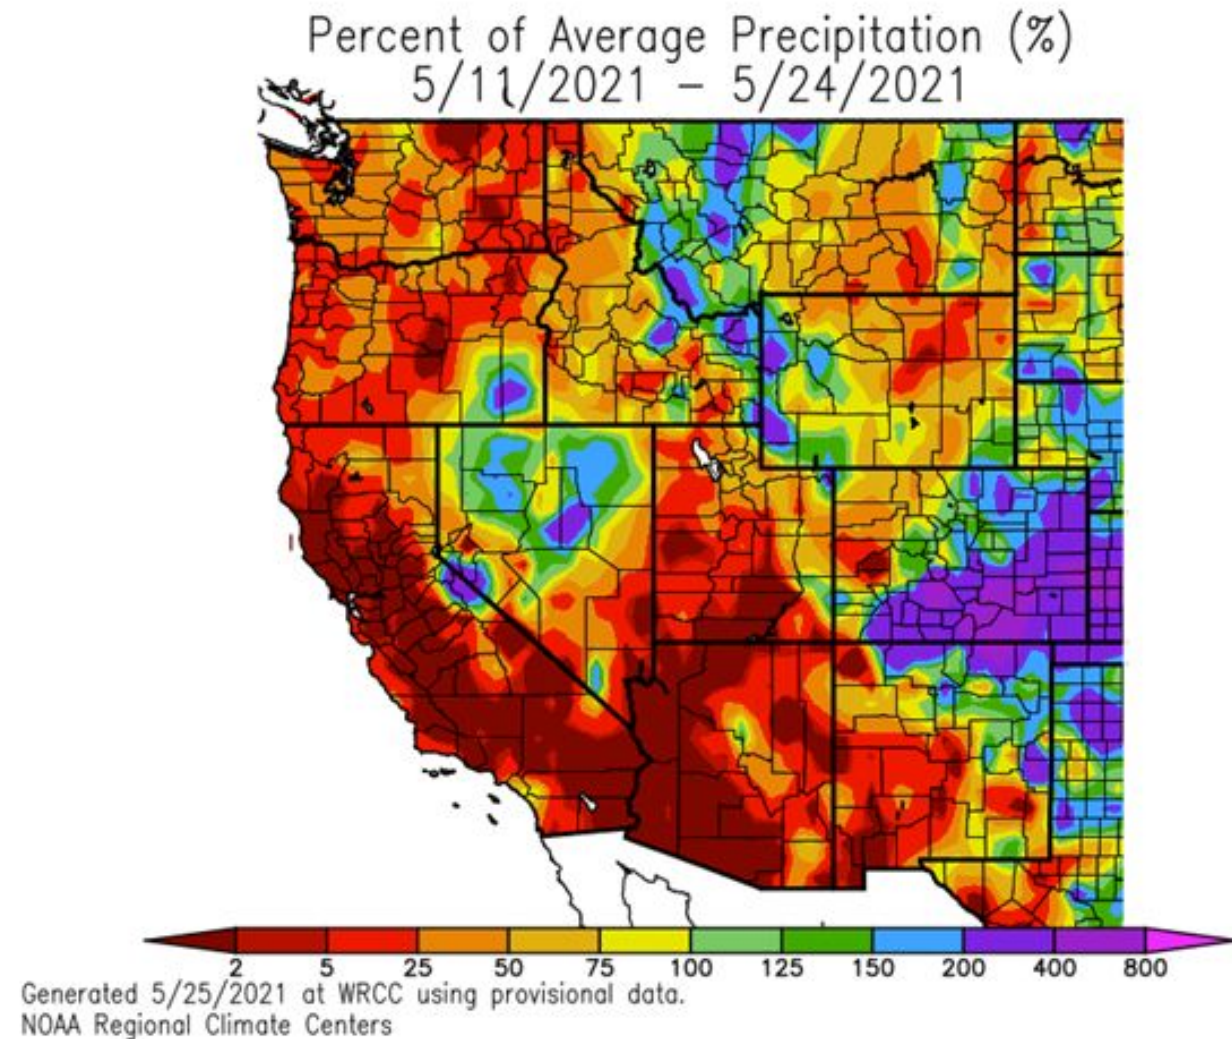 Percent of Average Precipitation (%)
5/11/2021 – 5/24/2021
2 5 25 50 75 100 125 150 200 400 800
Generated 5/25/2021 at WRCC using provisional data.
NOAA Regional Climate Centers